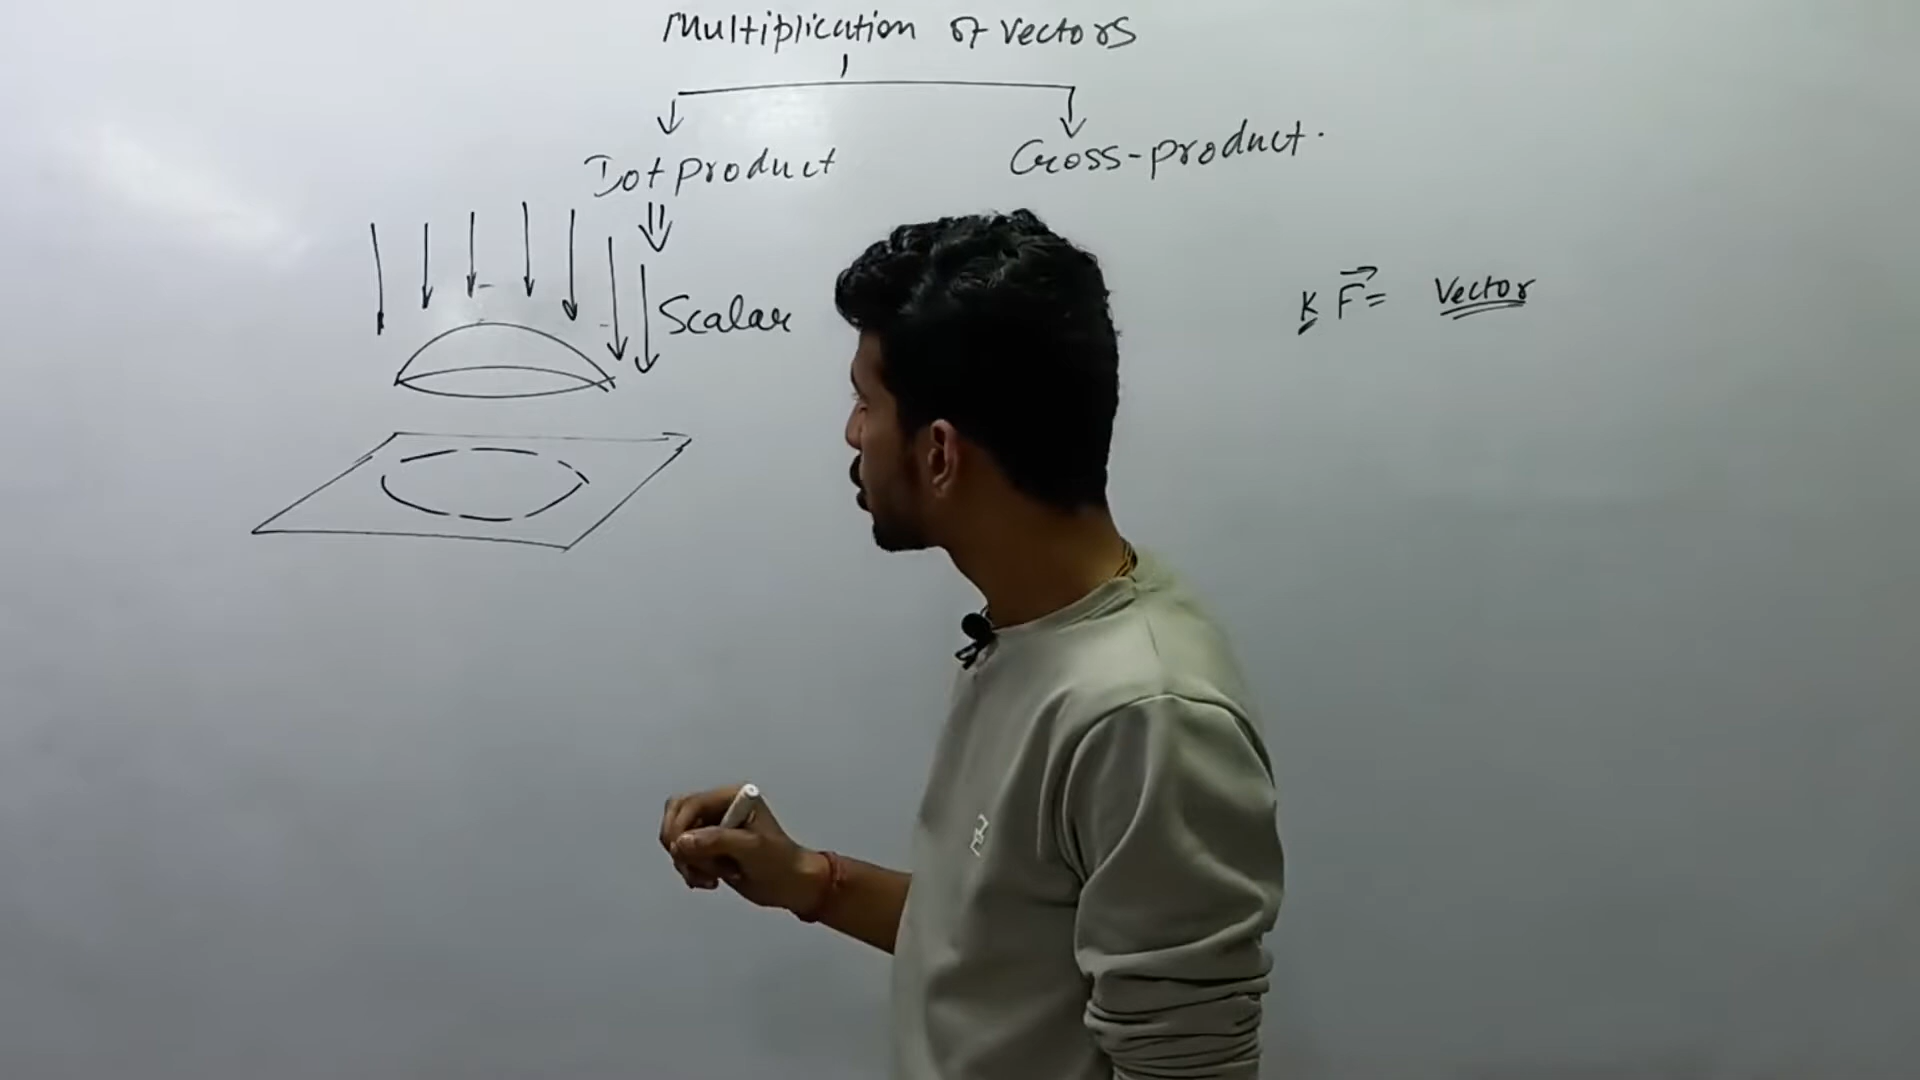 Multiplication of vectors
Dot product
Cross-product.
Scalar
K F⃗ = Vector